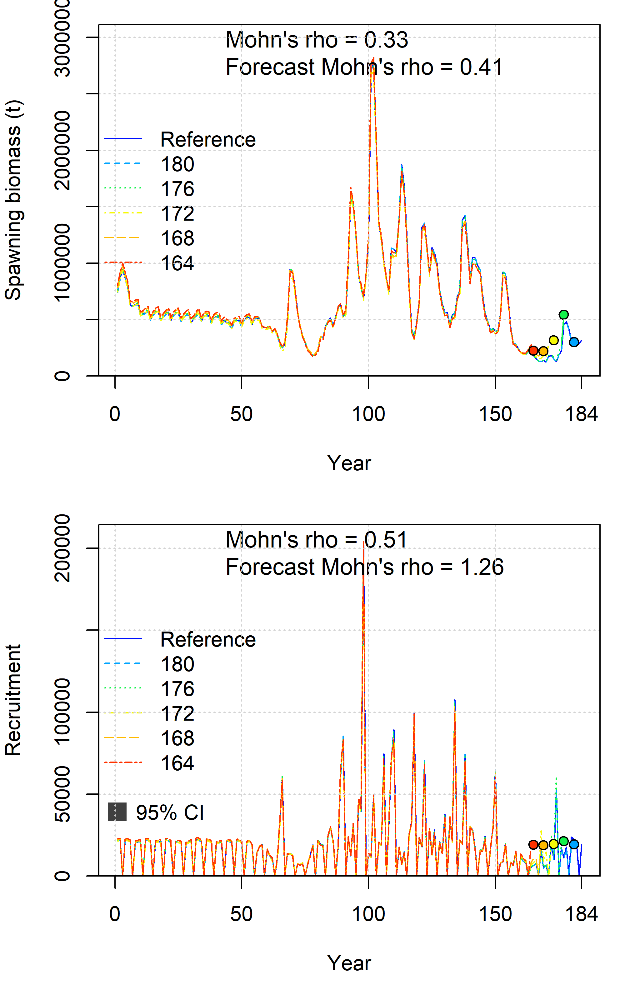 Mohn's rho = 0.33
Forecast Mohn's rho = 0.41
Spawning biomass (t)
3000000
2000000
1000000
0
Reference
180
176
172
168
164
0 50 100 150 184
Year
Mohn's rho = 0.51
Forecast Mohn's rho = 1.26
Recruitment
200000
100000
50000
0
Reference
180
176
172
168
164
95% CI
0 50 100 150 184
Year